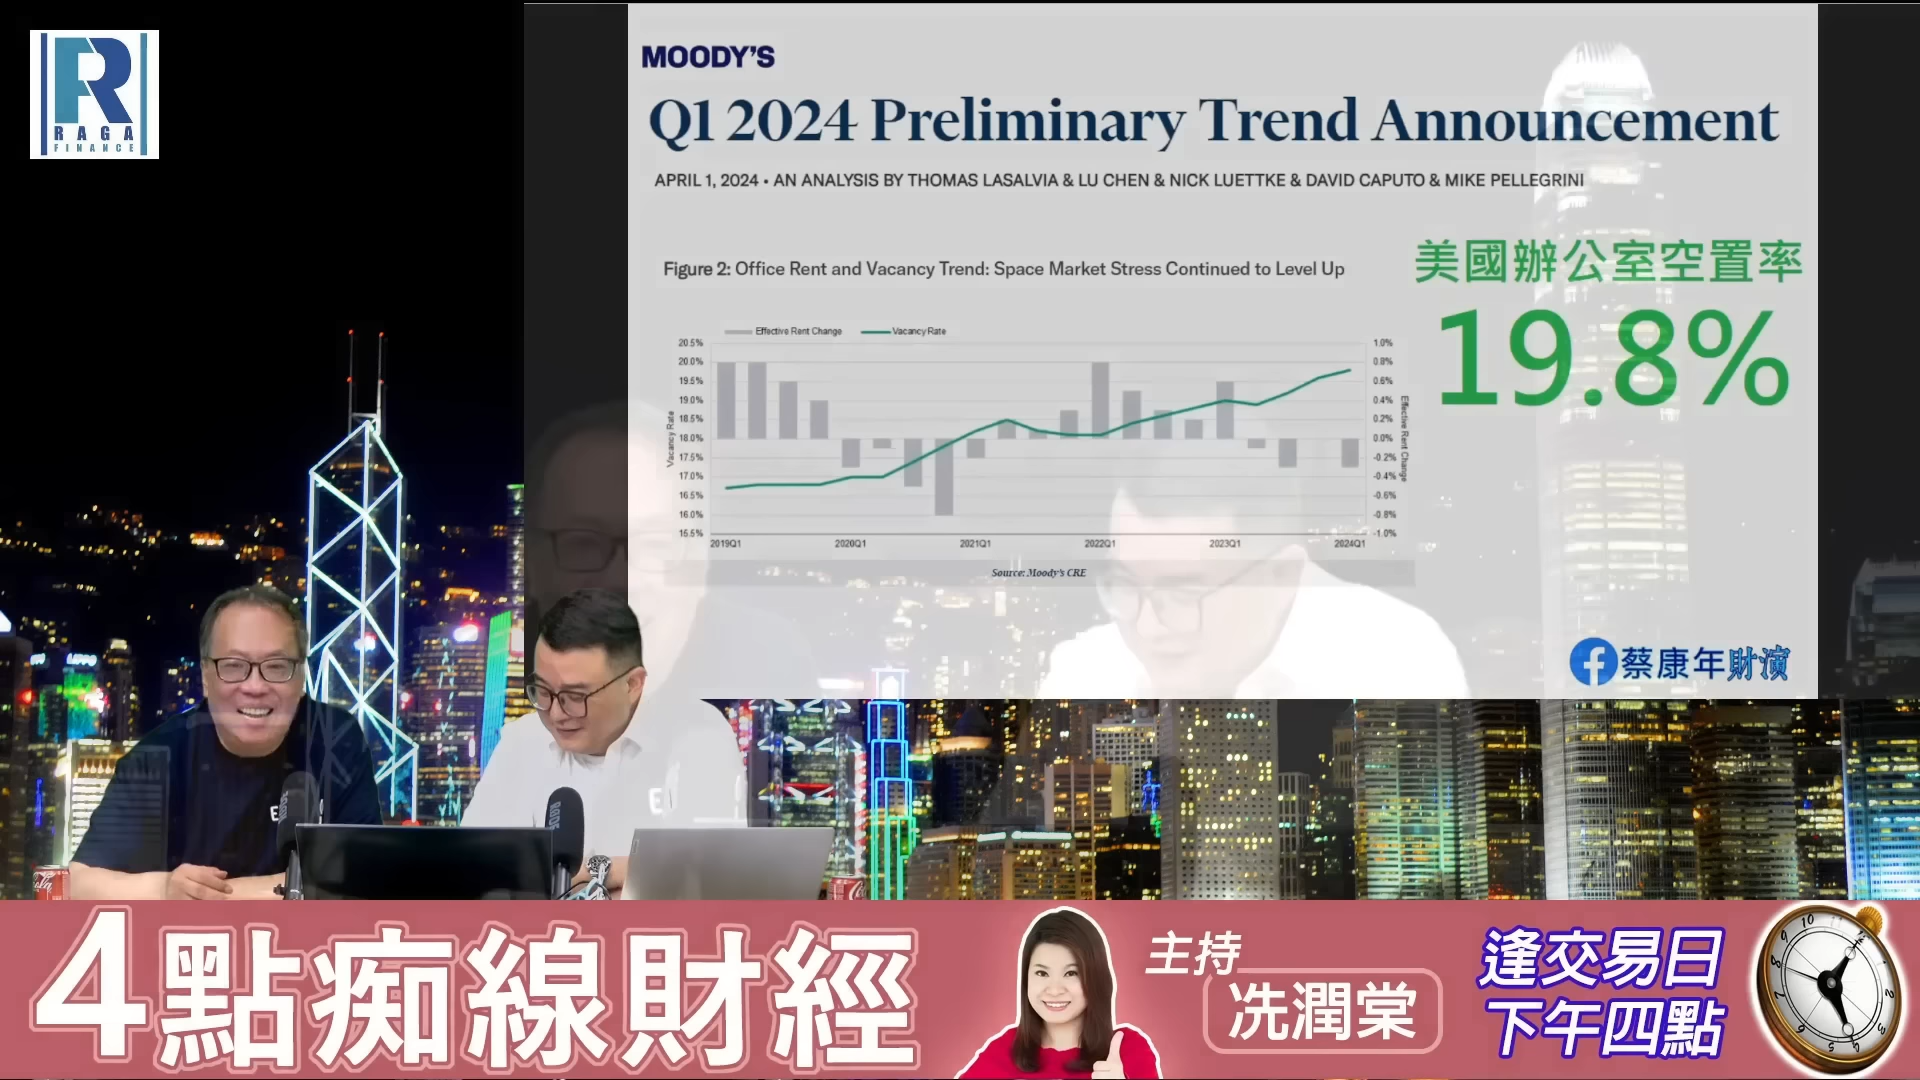 RAGA
FINANCE
MOODY'S
Q1 2024 Preliminary Trend Announcement
APRIL 1, 2024 • AN ANALYSIS BY THOMAS LASALVIA & LU CHEN & NICK LUETTKE & DAVID CAPUTO & MIKE PELLEGRINI
美國辦公室空置率
19.8%
Figure 2: Office Rent and Vacancy Trend: Space Market Stress Continued to Level Up
Effective Rent Change
Vacancy Rate
20.5%
20.0%
19.5%
19.0%
18.5%
18.0%
17.5%
17.0%
16.5%
16.0%
15.5%
Vacancy Rate
1.0%
0.8%
0.6%
0.4%
0.2%
0.0%
-0.2%
-0.4%
-0.6%
-0.8%
-1.0%
Effective Rent Change
2019Q1
2020Q1
2021Q1
2022Q1
2023Q1
2024Q1
Source: Moody's CRE
f 蔡康年財演
4點痴線財經
主持
冼潤棠
逢交易日
下午四點